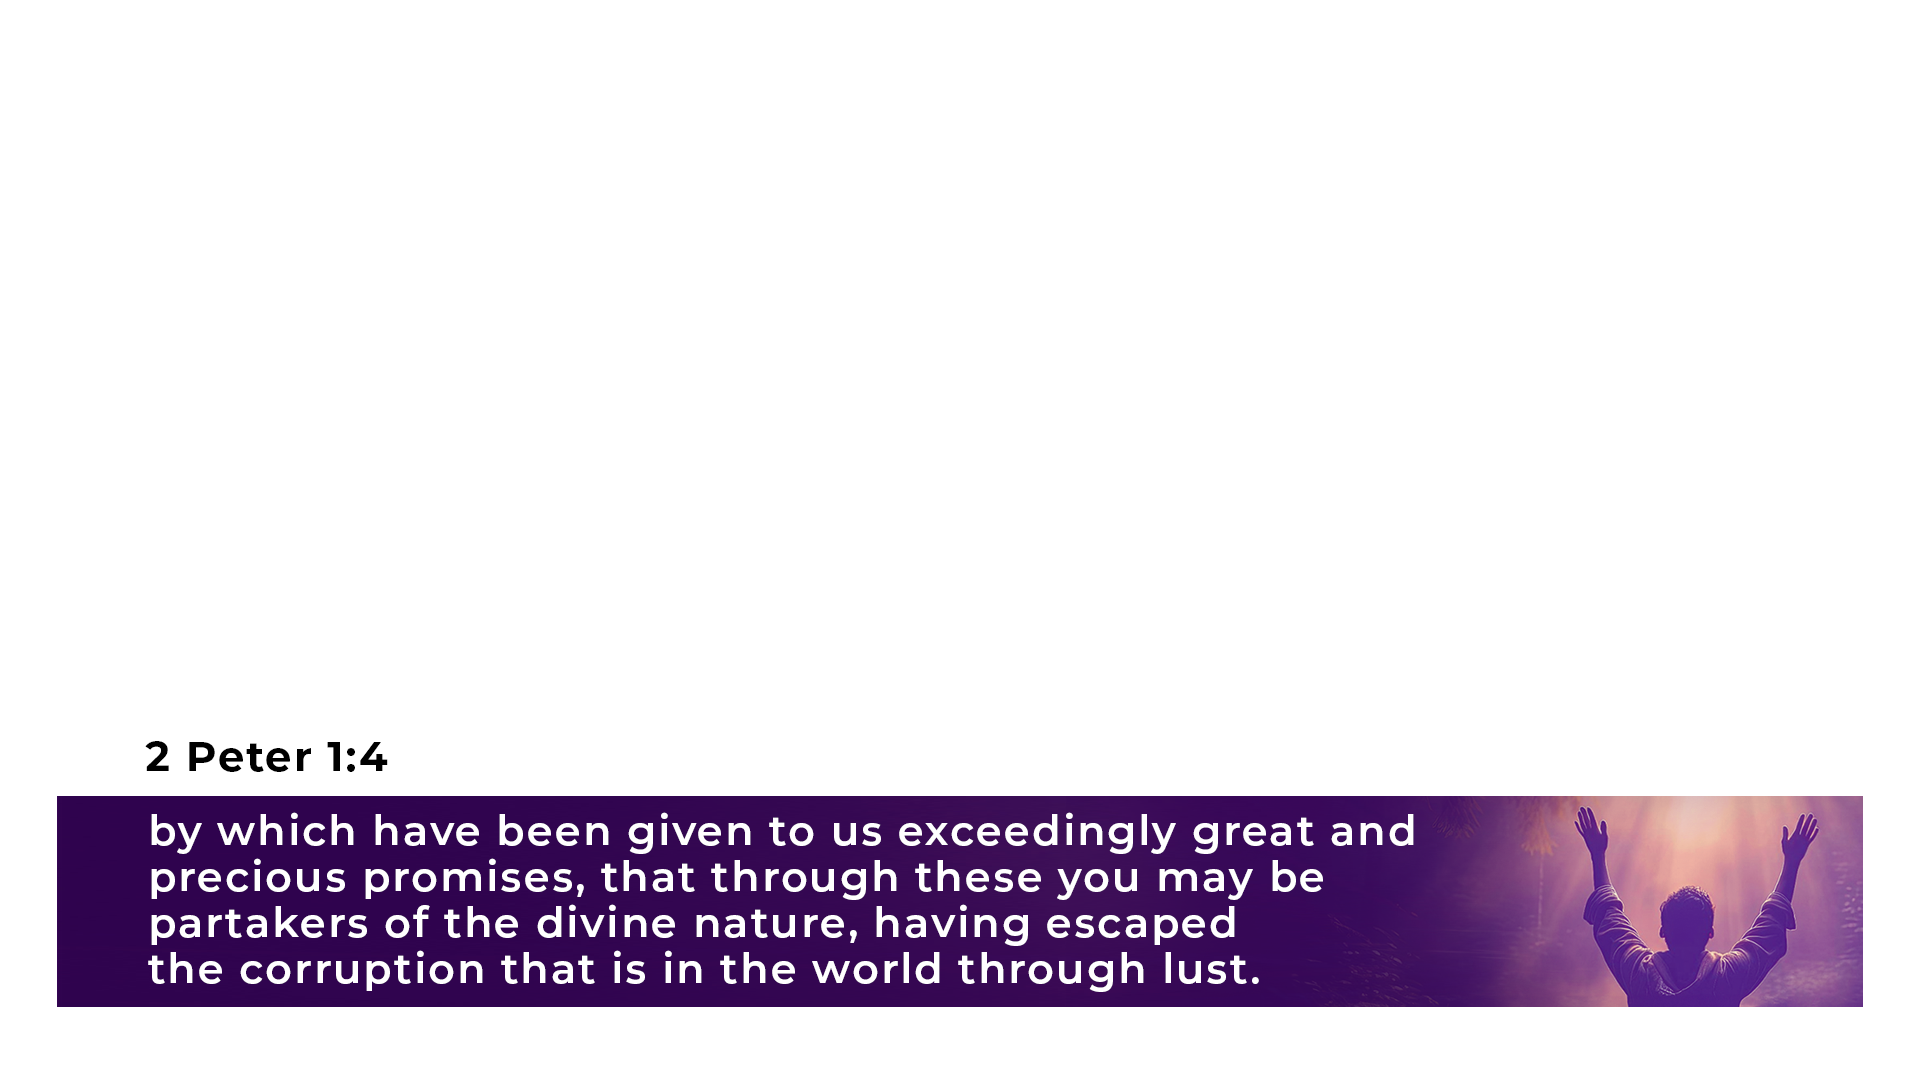 2 Peter 1:4
by which have been given to us exceedingly great and
precious promises, that through these you may be
partakers of the divine nature, having escaped
the corruption that is in the world through lust.